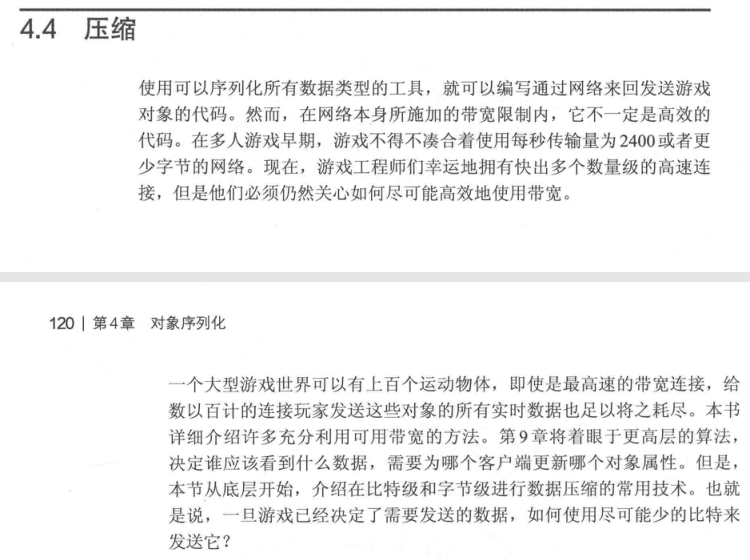 4.4 压缩
使用可以序列化所有数据类型的工具，就可以编写通过网络来回发送游戏
对象的代码。然而，在网络本身所施加的带宽限制内，它不一定是高效的
代码。在多人游戏早期，游戏不得不凑合着使用每秒传输量为2400或者更
少字节的网络。现在，游戏工程师们幸运地拥有快出多个数量级的高速连
接，但是他们必须仍然关心如何尽可能高效地使用带宽。
120 | 第4章 对象序列化
一个大型游戏世界可以有上百个运动物体，即使是最高速的带宽连接，给
数以百计的连接玩家发送这些对象的所有实时数据也足以将之耗尽。本书
详细介绍许多充分利用可用带宽的方法。第9章将着眼于更高层的算法，
决定谁应该看到什么数据，需要为哪个客户端更新哪个对象属性。但是，
本节从底层开始，介绍在比特级和字节级进行数据压缩的常用技术。也就
是说，一旦游戏已经决定了需要发送的数据，如何使用尽可能少的比特来
发送它？